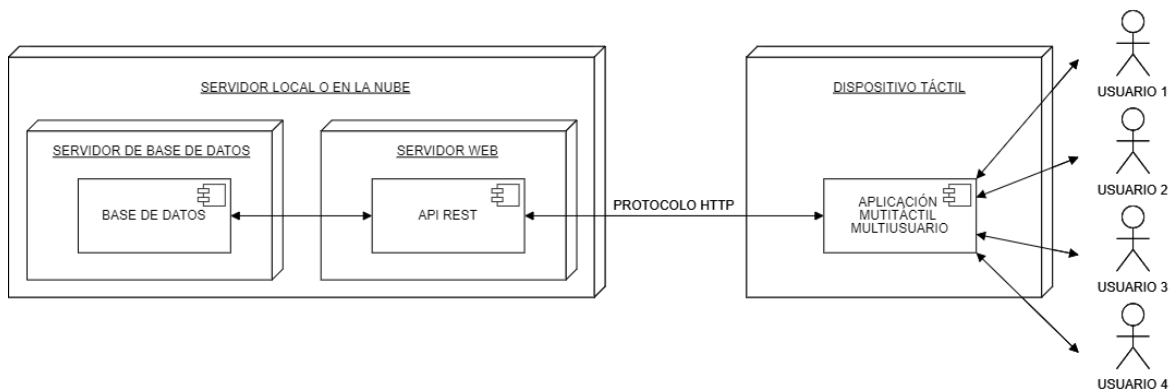 SERVIDOR LOCAL O EN LA NUBE
SERVIDOR DE BASE DE DATOS
BASE DE DATOS
SERVIDOR WEB
API REST
PROTOCOLO HTTP
DISPOSITIVO TÁCTIL
APLICACIÓN
MUTITÁCTIL
MULTIUSUARIO
USUARIO 1
USUARIO 2
USUARIO 3
USUARIO 4